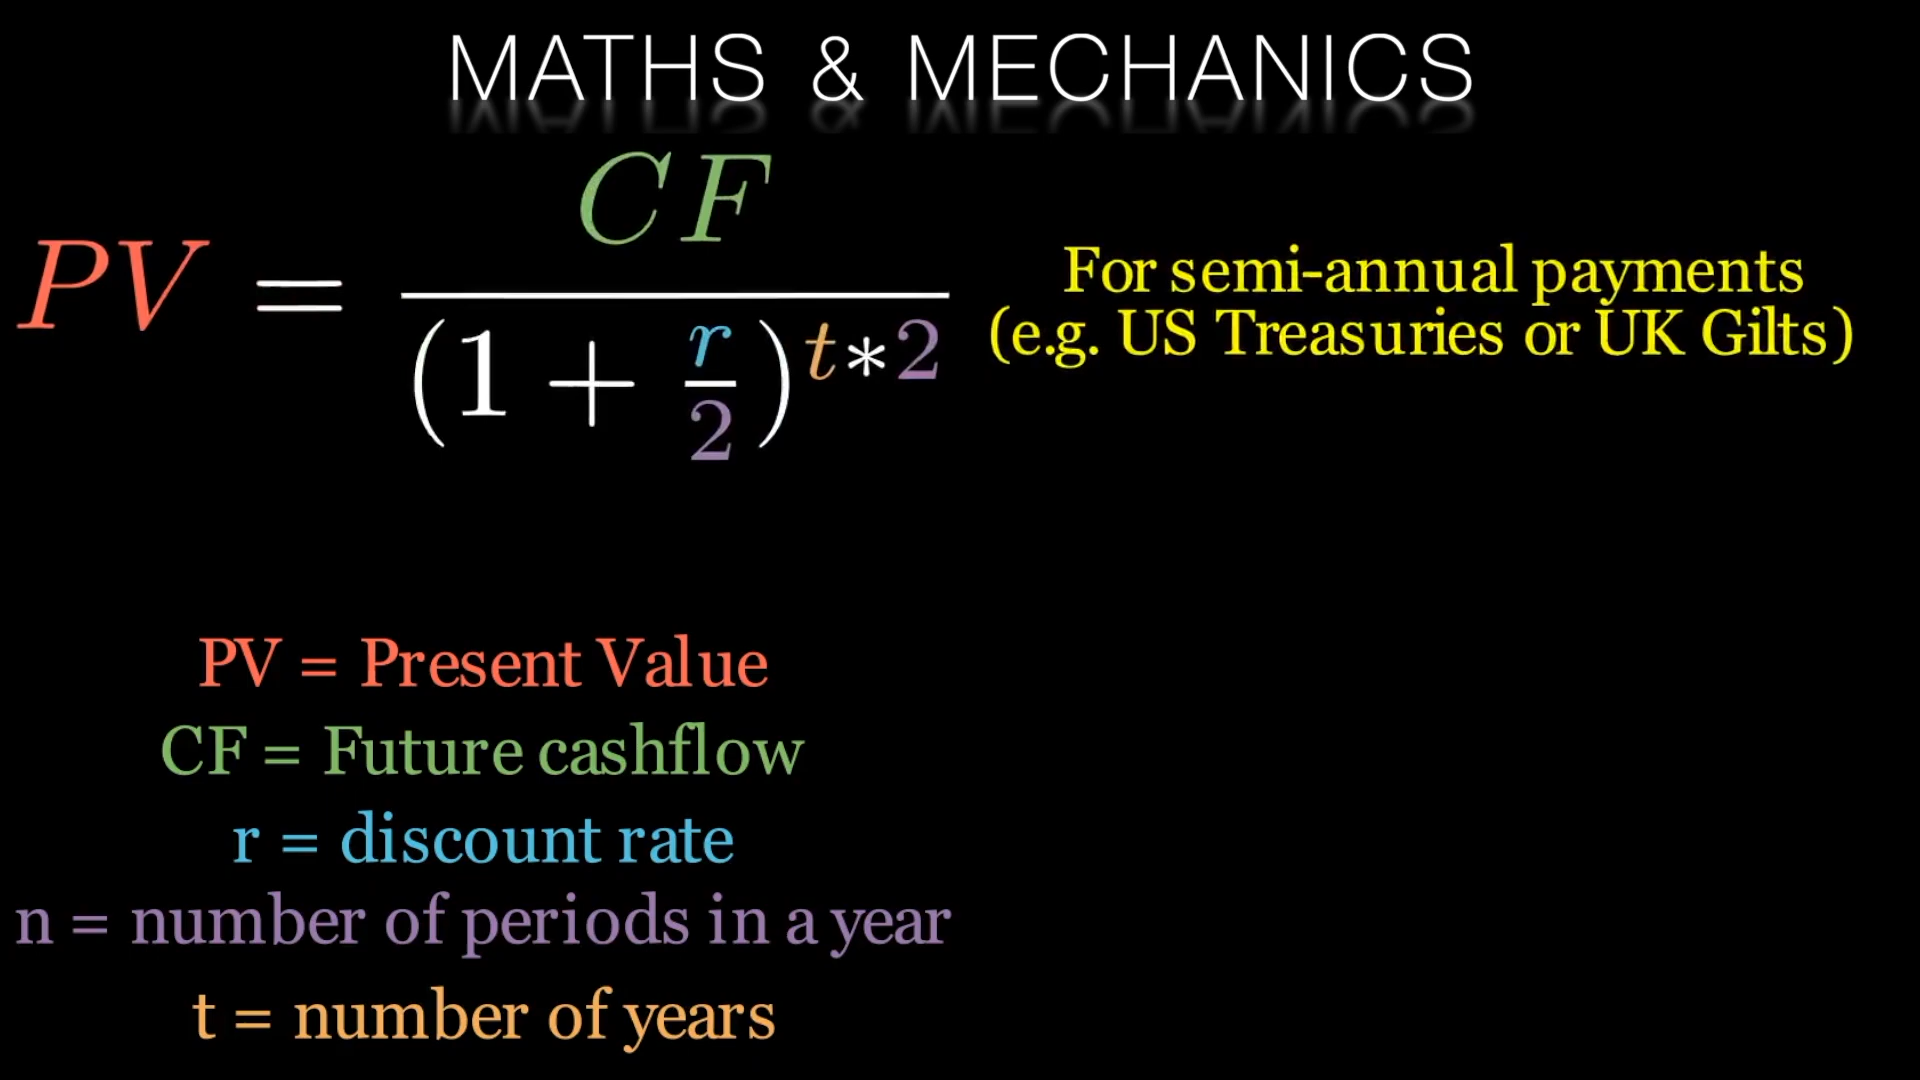 MATHS & MECHANICS
PV = CF / (1 + r/2)^t*2
For semi-annual payments
(e.g. US Treasuries or UK Gilts)
PV = Present Value
CF = Future cashflow
r = discount rate
n = number of periods in a year
t = number of years